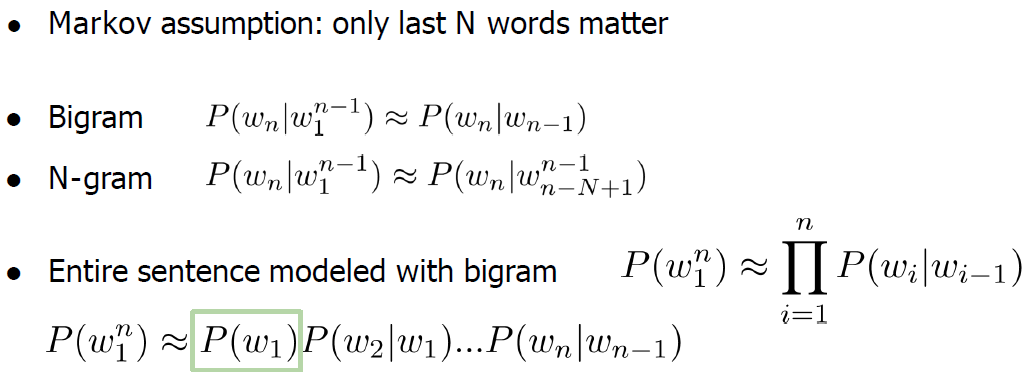 ● Markov assumption: only last N words matter
● Bigram P(w_n|w_1^{n-1}) ≈ P(w_n|w_{n-1})
● N-gram P(w_n|w_1^{n-1}) ≈ P(w_n|w_{n-N+1}^{n-1})
● Entire sentence modeled with bigram P(w_1^n) ≈ ∏_{i=1}^{n} P(w_i|w_{i-1})
P(w_1^n) ≈ P(w_1)P(w_2|w_1)...P(w_n|w_{n-1})